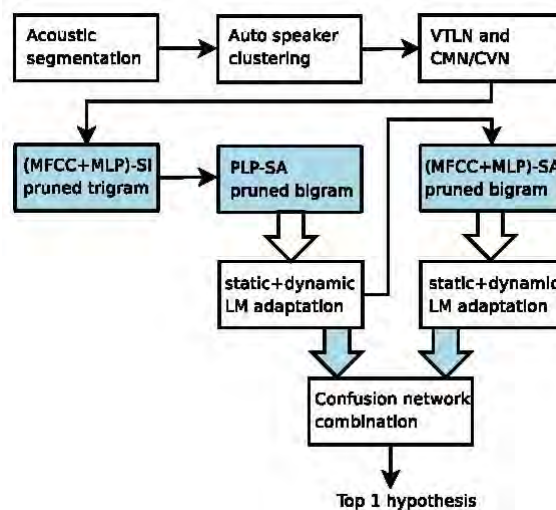 Acoustic
segmentation
Auto speaker
clustering
VTLN and
CMN/CVN
(MFCC+MLP)-SI
pruned trigram
PLP-SA
pruned bigram
(MFCC+MLP)-SA
pruned bigram
static+dynamic
LM adaptation
static+dynamic
LM adaptation
Confusion network
combination
Top 1 hypothesis